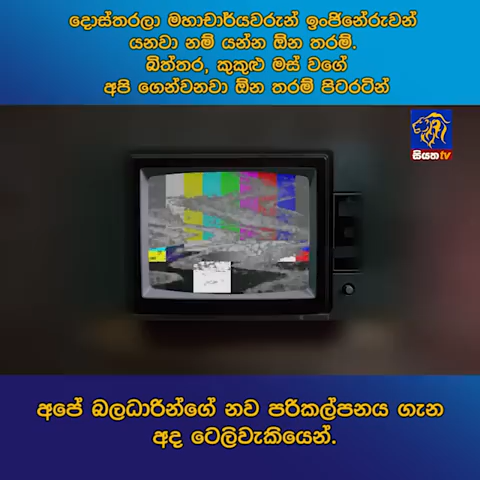 දොස්තරලා මහාචාර්යවරුන් ඉංජිනේරුවන්
යනවා නම් යන්න ඕන තරම්.
බිත්තර, කුකුළු මස් වගේ
අපි ගෙන්වනවා ඕන තරම් පිටරටින්
සියත tv
අපේ බලධාරින්ගේ නව පරිකල්පනය ගැන
අද ටෙලිවැකියෙන්.